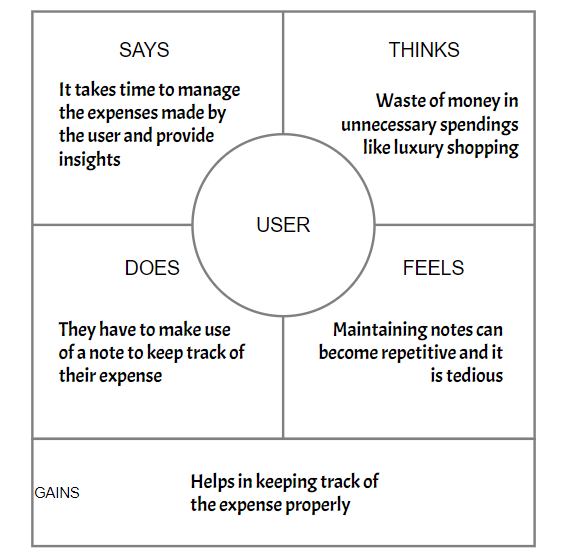 SAYS
It takes time to manage
the expenses made by
the user and provide
insights
THINKS
Waste of money in
unnecessary spendings
like luxury shopping
USER
DOES
They have to make use
of a note to keep track of
their expense
FEELS
Maintaining notes can
become repetitive and it
is tedious
GAINS
Helps in keeping track of
the expense properly